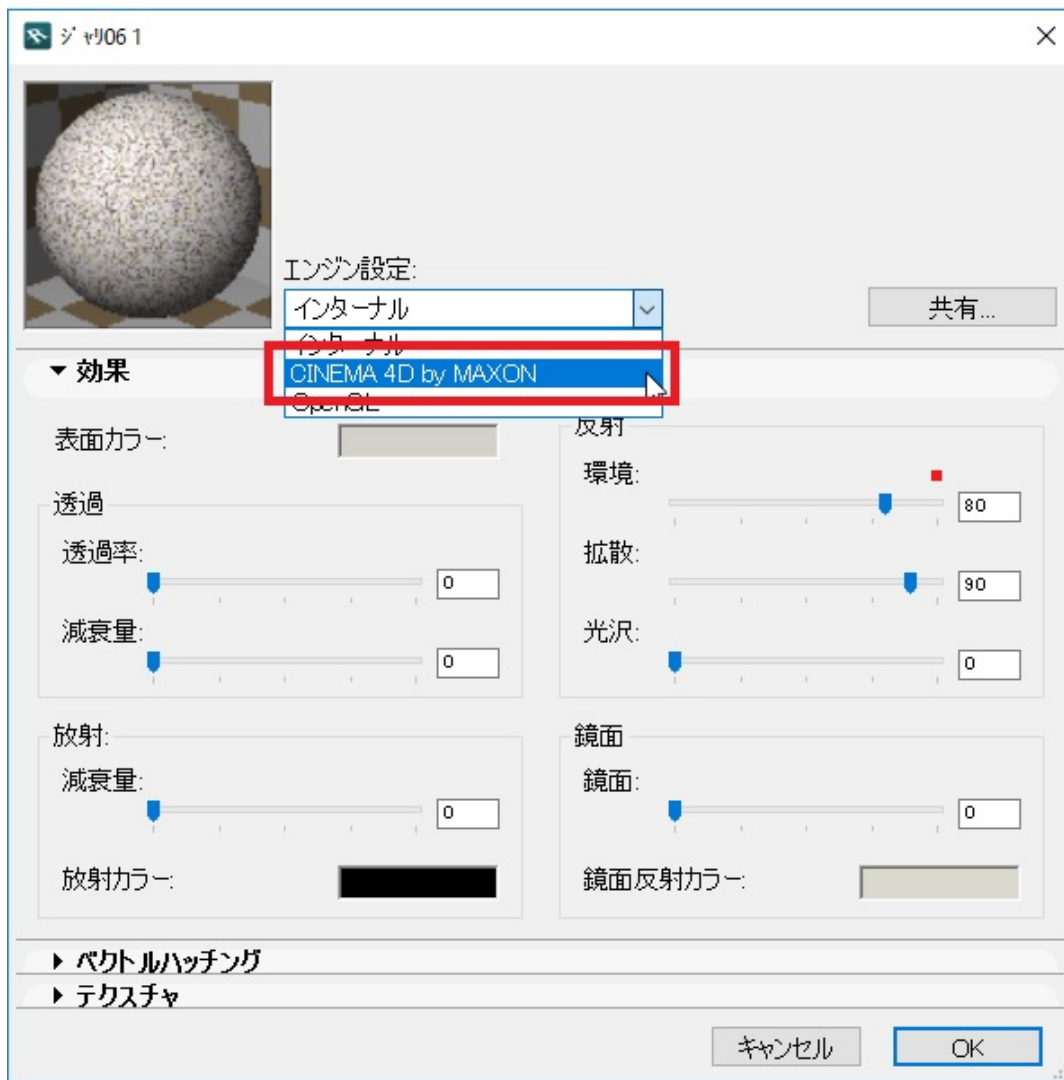 ジャリ06 1
エンジン設定:
インターナル
共有...
インターナル
CINEMA 4D by MAXON
OpenGL
効果
表面カラー:
反射
環境:
80
透過
透過率:
0
拡散:
90
減衰量:
0
光沢:
0
放射:
鏡面
減衰量:
0
鏡面:
0
放射カラー:
鏡面反射カラー:
ベクトルハッチング
テクスチャ
キャンセル
OK